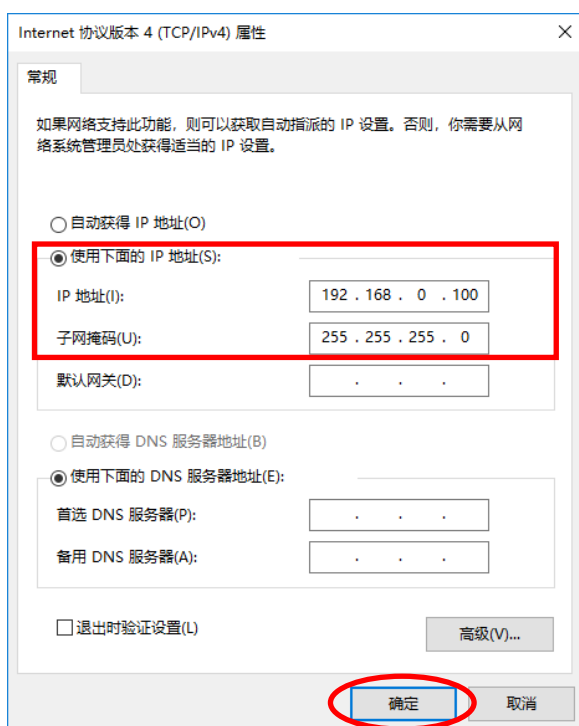 Internet 协议版本 4 (TCP/IPv4) 属性
常规
如果网络支持此功能，则可以获取自动指派的 IP 设置。否则，你需要从网
络系统管理员处获得适当的 IP 设置。
自动获得 IP 地址(O)
使用下面的 IP 地址(S):
IP 地址(I): 192 . 168 . 0 . 100
子网掩码(U): 255 . 255 . 255 . 0
默认网关(D): . . .
自动获得 DNS 服务器地址(B)
使用下面的 DNS 服务器地址(E):
首选 DNS 服务器(P): . . .
备用 DNS 服务器(A): . . .
退出时验证设置(L)
高级(V)...
确定 取消